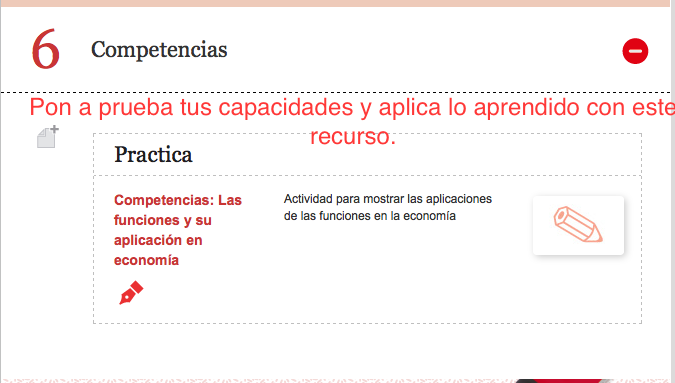 6 Competencias
Pon a prueba tus capacidades y aplica lo aprendido con este
recurso.
Practica
Competencias: Las
funciones y su
aplicación en
economía
Actividad para mostrar las aplicaciones
de las funciones en la economía